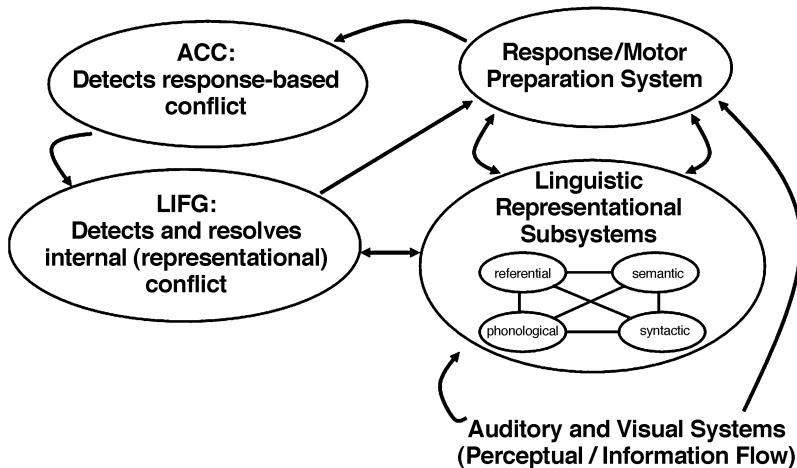 ACC:
Detects response-based
conflict
Response/Motor
Preparation System
LIFG:
Detects and resolves
internal (representational)
conflict
Linguistic
Representational
Subsystems
referential
semantic
phonological
syntactic
Auditory and Visual Systems
(Perceptual / Information Flow)